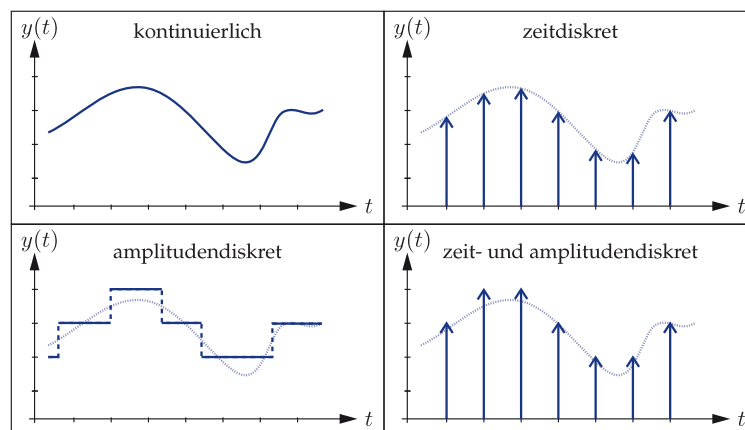 y(t)
kontinuierlich
t
y(t)
zeitdiskret
t
y(t)
amplitudendiskret
t
y(t)
zeit- und amplitudendiskret
t